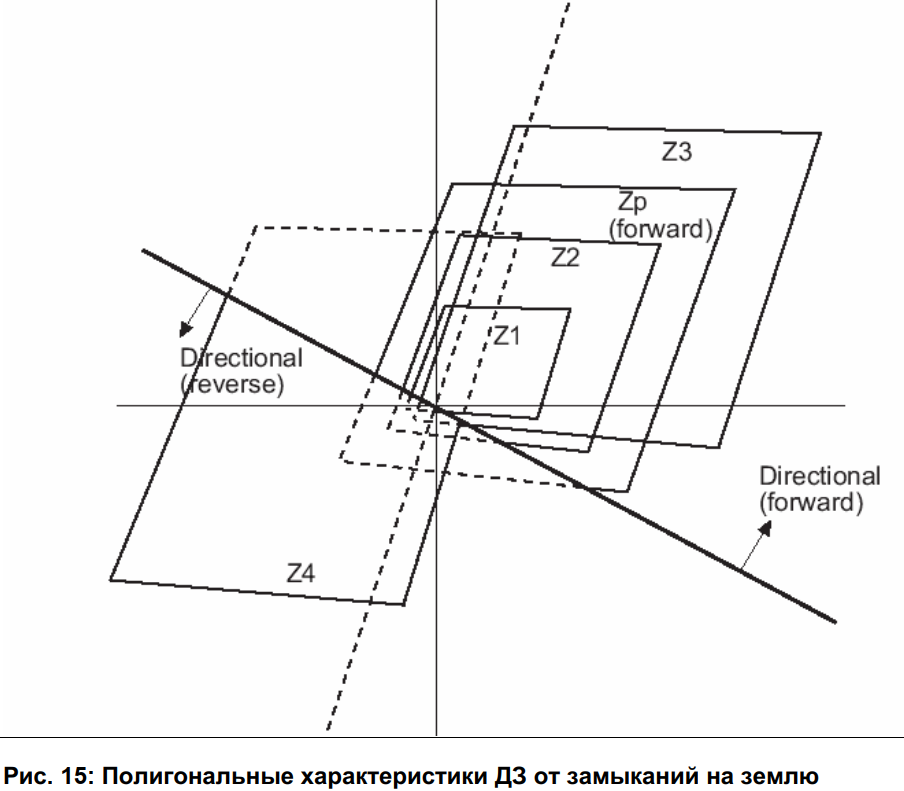 Z3
Zp
(forward)
Z2
Z1
Directional
(reverse)
Directional
(forward)
Z4
Рис. 15: Полигональные характеристики ДЗ от замыканий на землю